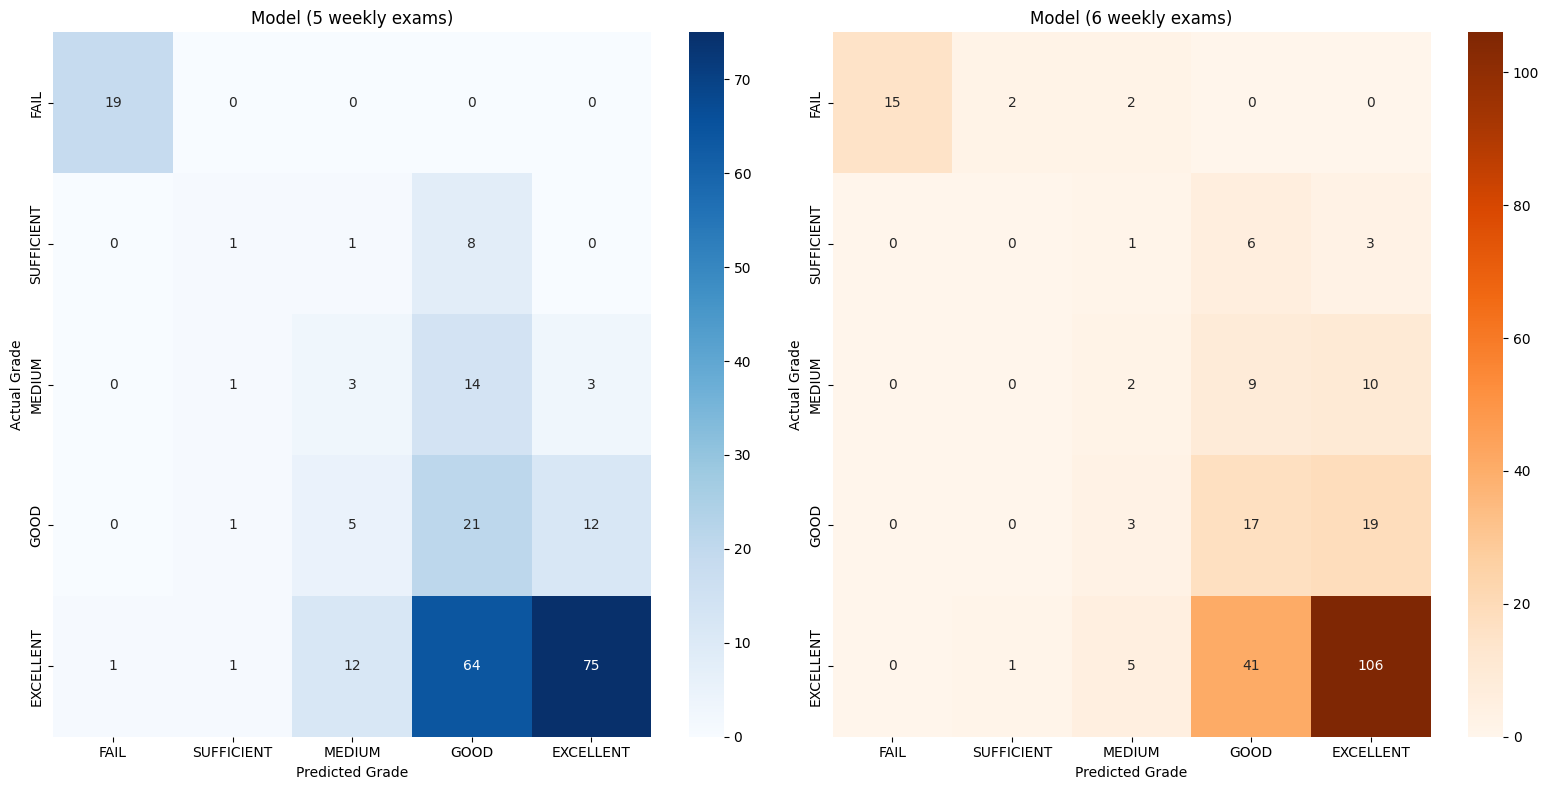 Model (5 weekly exams)
Actual Grade
FAIL
SUFFICIENT
MEDIUM
GOOD
EXCELLENT
19 0 0 0 0
0 1 1 8 0
0 1 3 14 3
0 1 5 21 12
1 1 12 64 75
FAIL SUFFICIENT MEDIUM GOOD EXCELLENT
Predicted Grade
70
60
50
40
30
20
10
0
Model (6 weekly exams)
Actual Grade
FAIL
SUFFICIENT
MEDIUM
GOOD
EXCELLENT
15 2 2 0 0
0 0 1 6 3
0 0 2 9 10
0 0 3 17 19
0 1 5 41 106
FAIL SUFFICIENT MEDIUM GOOD EXCELLENT
Predicted Grade
100
80
60
40
20
0